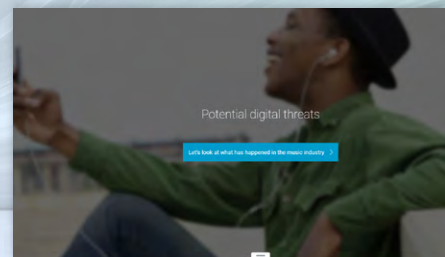 Potential digital threats
Let's look at what has happened in the music industry